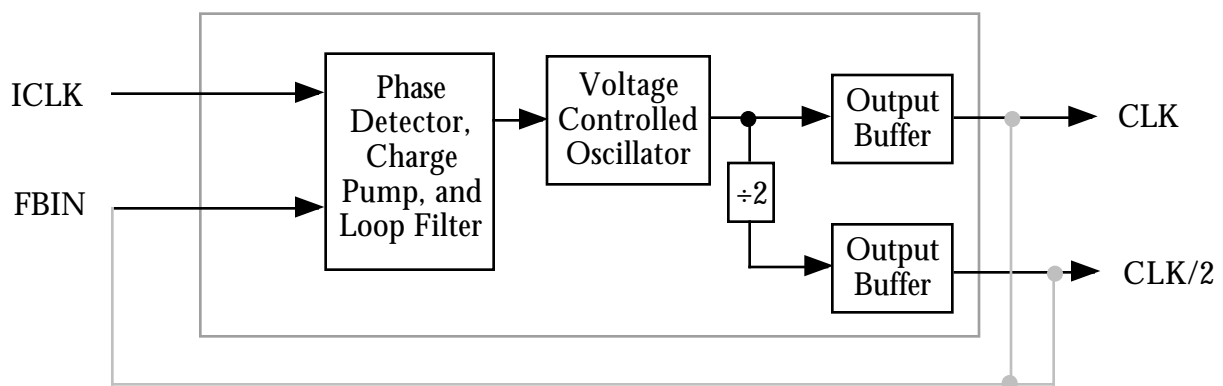 ICLK
FBIN
Phase
Detector,
Charge
Pump, and
Loop Filter
Voltage
Controlled
Oscillator
÷2
Output
Buffer
Output
Buffer
CLK
CLK/2